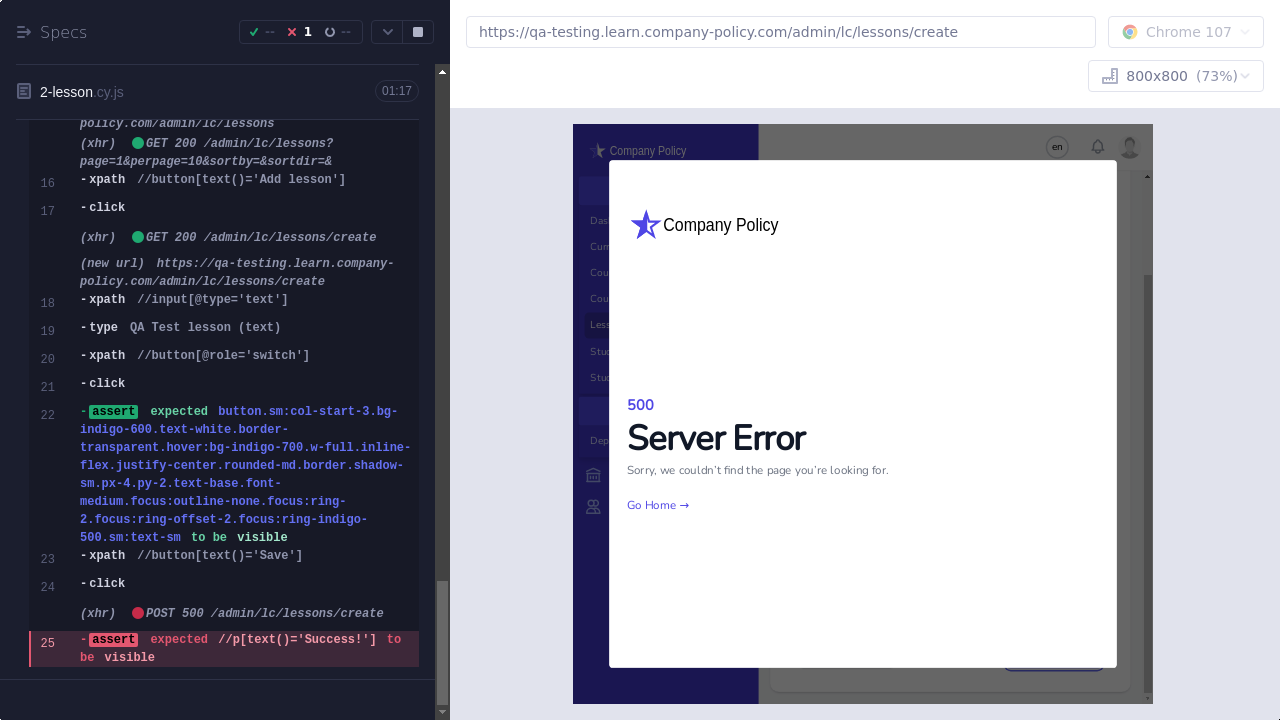 Specs
--
1
--
2-lesson.cy.js
01:17
policy.com/admin/lc/lessons
(xhr) GET 200 /admin/lc/lessons?
page=1&perpage=10&sortby=&sortdir=&
16 -xpath //button[text()='Add lesson']
17 -click
(xhr) GET 200 /admin/lc/lessons/create
(new url) https://qa-testing.learn.company-
policy.com/admin/lc/lessons/create
18 -xpath //input[@type='text']
19 -type QA Test lesson (text)
20 -xpath //button[@role='switch']
21 -click
22 -assert expected button.sm:col-start-3.bg-
indigo-600.text-white.border-
transparent.hover:bg-indigo-700.w-full.inline-
flex.justify-center.rounded-md.border.shadow-
sm.px-4.py-2.text-base.font-
medium.focus:outline-none.focus:ring-
2.focus:ring-offset-2.focus:ring-indigo-
500.sm:text-sm to be visible
23 -xpath //button[text()='Save']
24 -click
(xhr) POST 500 /admin/lc/lessons/create
25 -assert expected //p[text()='Success!'] to
be visible
https://qa-testing.learn.company-policy.com/admin/lc/lessons/create
Chrome 107
800x800 (73%)
Company Policy
en
Das
Curr
Cou
Cou
Less
Stud
Stud
Dep
Company Policy
500
Server Error
Sorry, we couldn't find the page you're looking for.
Go Home →